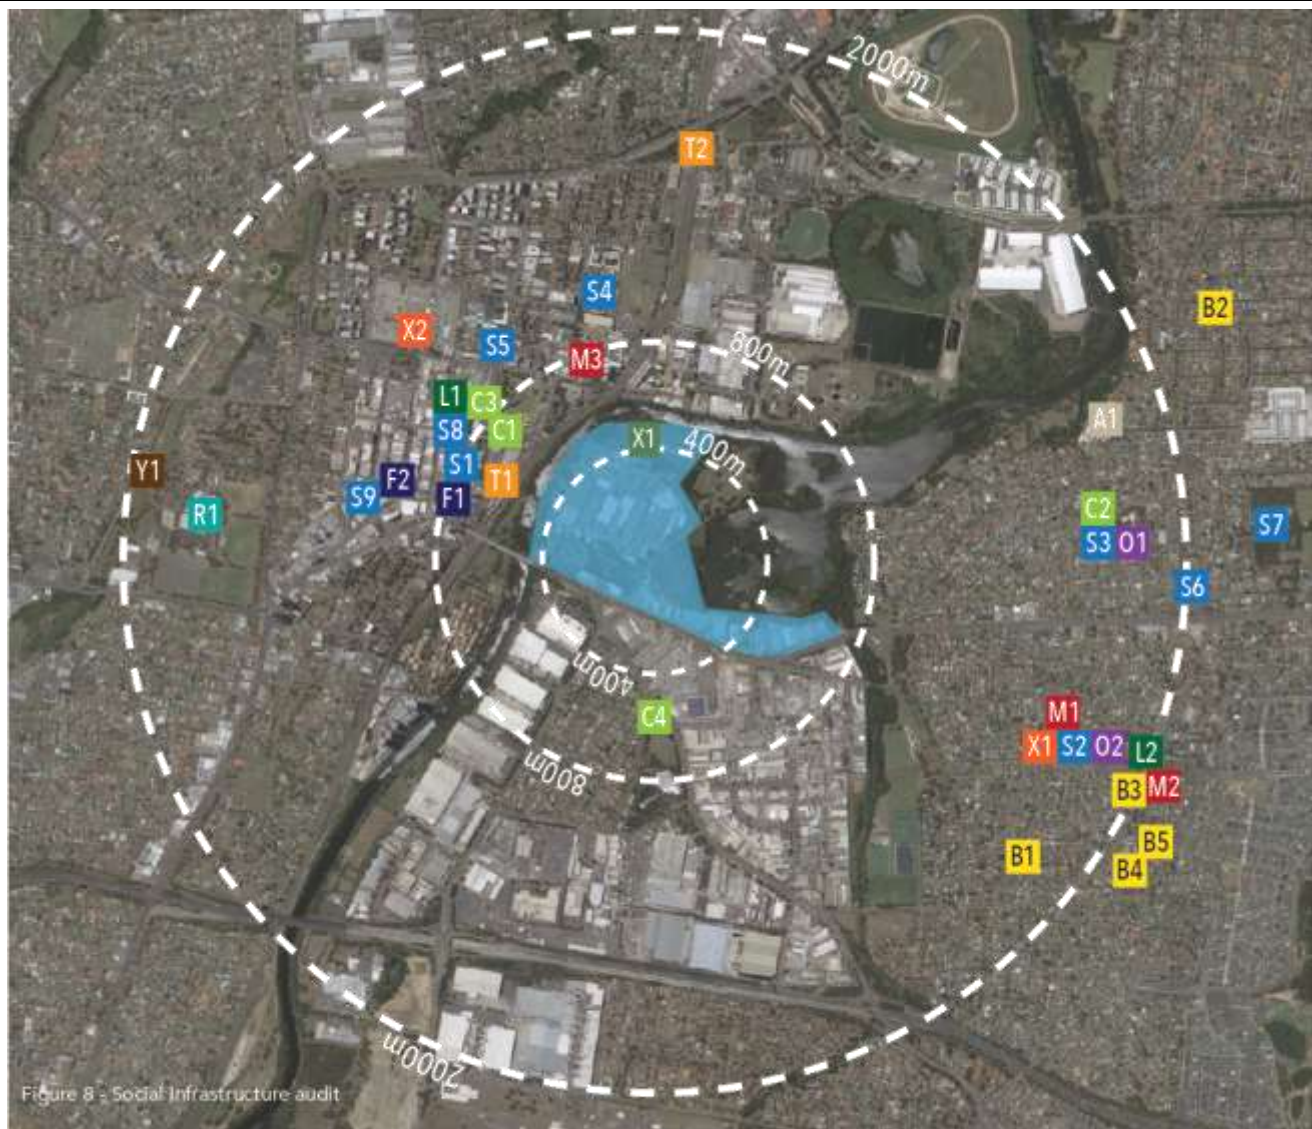 2000m
T2
B2
S4
X2
S5
M3
800m
L1
C3
A1
S8
C1
X1
400m
S1
Y1
F2
T1
S9
F1
R1
C2
S7
S3
O1
S6
400m
M1
C4
X1
S2
O2
L2
800m
B3
M2
B5
B1
B4
2000m
Figure 8 - Social Infrastructure audit